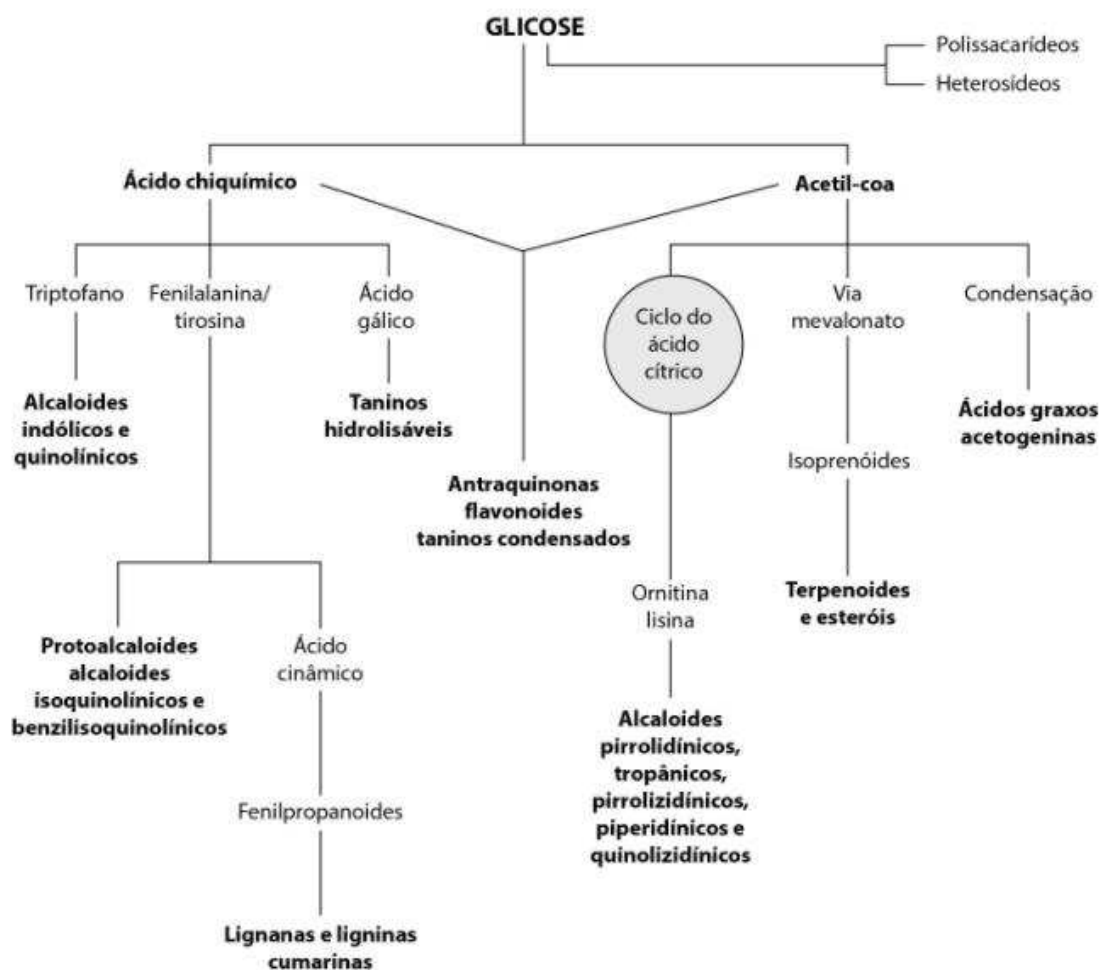 GLICOSE
Polissacarídeos
Heterosídeos
Ácido chiquímico
Acetil-coa
Triptofano
Fenilalanina/
tirosina
Ácido
gálico
Ciclo do
ácido
cítrico
Via
mevalonato
Condensação
Alcaloides
indólicos e
quinolínicos
Taninos
hidrolisáveis
Antraquinonas
flavonoides
taninos condensados
Isoprenóides
Ácidos graxos
acetogeninas
Ornitina
lisina
Terpenoides
e esteróis
Protoalcaloides
alcaloides
isoquinolínicos e
benzilisoquinolínicos
Ácido
cinâmico
Alcaloides
pirrolidínicos,
tropânicos,
pirrolizidínicos,
piperidínicos e
quinolizidínicos
Fenilpropanoides
Lignanas e ligninas
cumarinas